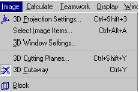 Image Calculate Teamwork Display Wind
3D Projection Settings... Ctrl+Shift+3
Select Image Items... Ctrl+Alt+A
3D Window Settings...
3D Cutting Planes... Ctrl+Shift+Y
3D Cutaway Ctrl+Y
Block